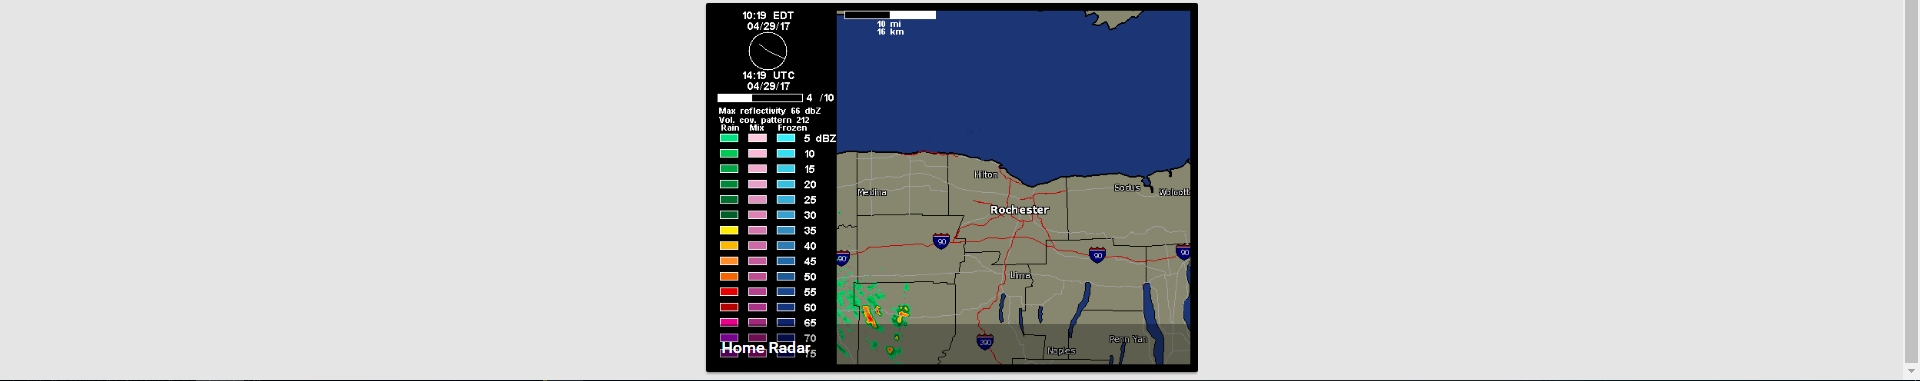 10:19 EDT
04/29/17
14:19 UTC
04/29/17
4 /10
Max reflectivity 66 dbZ
Vol. cov. pattern 212
Rain Mix Frozen
5 dBZ
10
15
20
25
30
35
40
45
50
55
60
65
70
75
Home Radar
10 mi
16 km
Hilton
Medina
Sodus
Wolcott
Rochester
90
90
90
90
Lima
390
Penn Yan
Naples